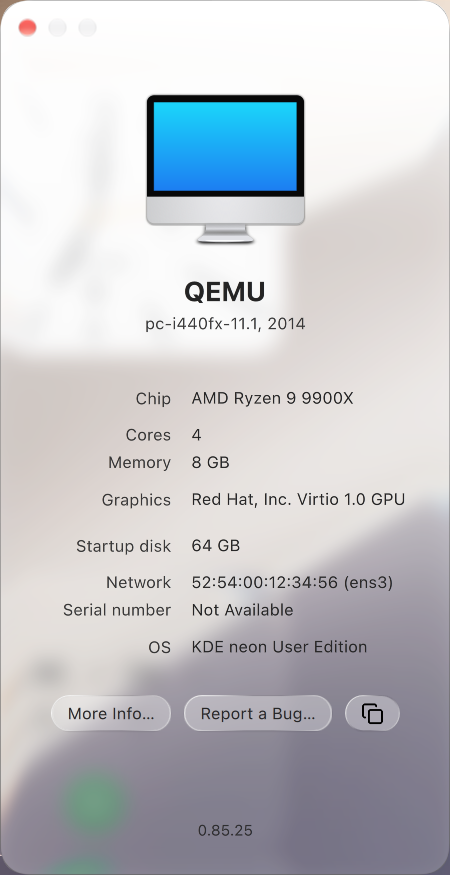 QEMU
pc-i440fx-11.1, 2014
Chip AMD Ryzen 9 9900X
Cores 4
Memory 8 GB
Graphics Red Hat, Inc. Virtio 1.0 GPU
Startup disk 64 GB
Network 52:54:00:12:34:56 (ens3)
Serial number Not Available
OS KDE neon User Edition
More Info... Report a Bug...
0.85.25